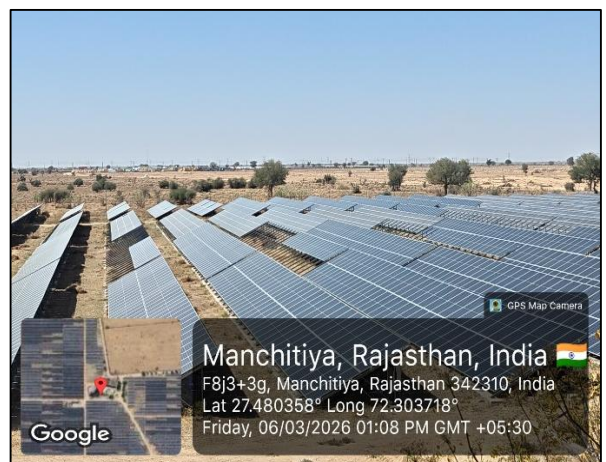 GPS Map Camera
Manchitiya, Rajasthan, India
F8j3+3g, Manchitiya, Rajasthan 342310, India
Lat 27.480358° Long 72.303718°
Friday, 06/03/2026 01:08 PM GMT +05:30
Google